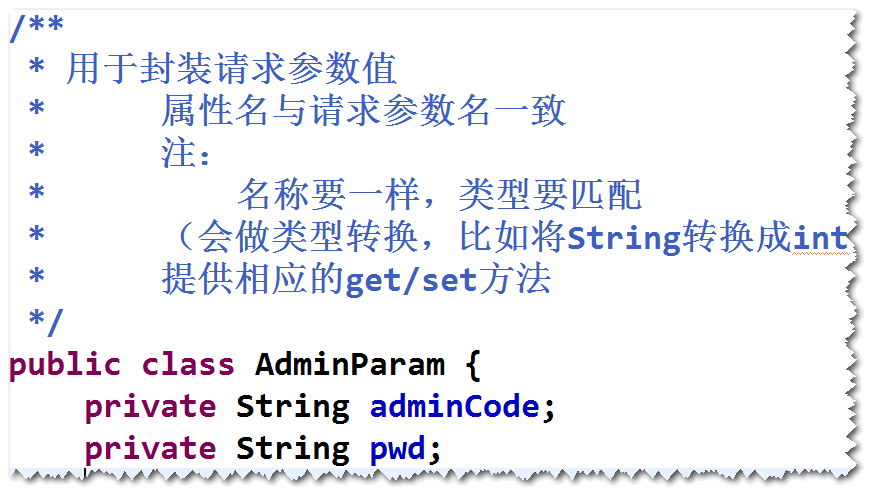 /**
 * 用于封装请求参数值
 *      属性名与请求参数名一致
 *      注：
 *          名称要一样，类型要匹配
 *      （会做类型转换，比如将String转换成int
 *      提供相应的get/set方法
 */
public class AdminParam {
    private String adminCode;
    private String pwd;